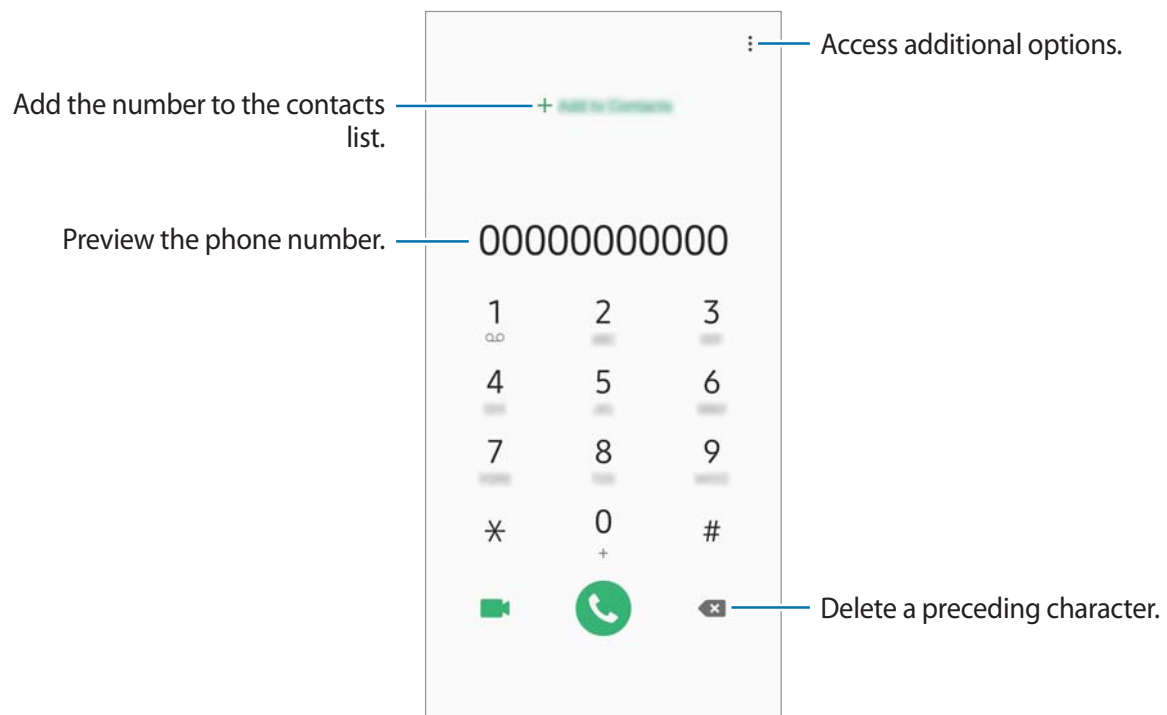 Access additional options.
Add the number to the contacts
list.
Preview the phone number.
00000000000
1 2 3
4 5 6
7 8 9
* 0 #
+
Delete a preceding character.